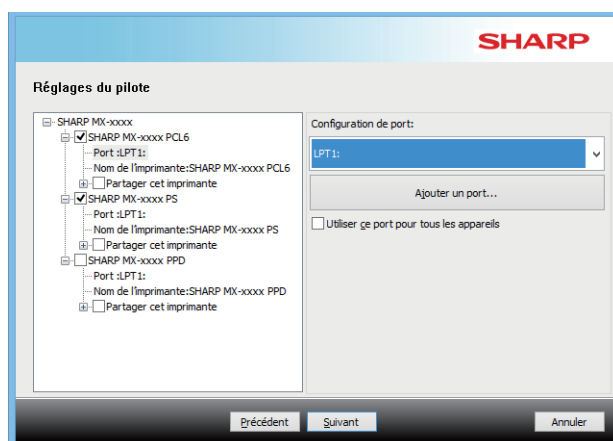 SHARP
Réglages du pilote
SHARP MX-xxxx
SHARP MX-xxxx PCL6
Port :LPT1:
Nom de l'imprimante:SHARP MX-xxxx PCL6
Partager cet imprimante
SHARP MX-xxxx PS
Port :LPT1:
Nom de l'imprimante:SHARP MX-xxxx PS
Partager cet imprimante
SHARP MX-xxxx PPD
Port :LPT1:
Nom de l'imprimante:SHARP MX-xxxx PPD
Partager cet imprimante
Configuration de port:
LPT1:
Ajouter un port...
Utiliser ce port pour tous les appareils
Précédent
Suivant
Annuler